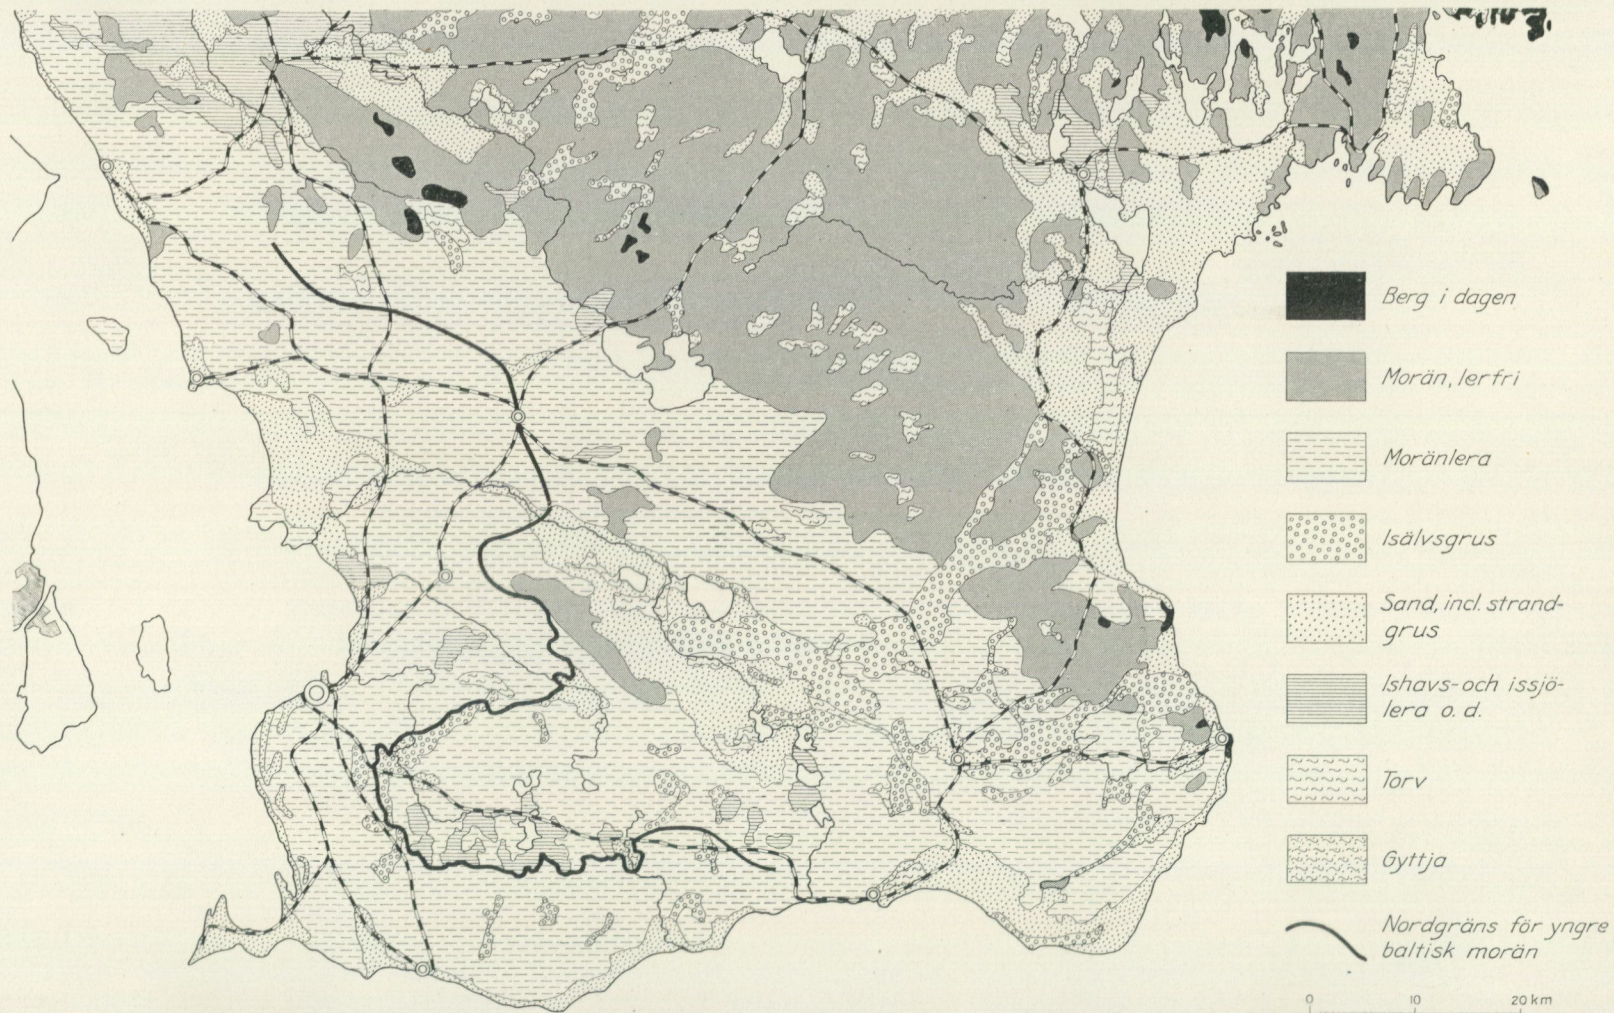 Berg i dagen
Morän, lerfri
Moränlera
Isälvsgrus
Sand, incl. strand-
grus
Ishavs- och issjö-
lera o. d.
Torv
Gyttja
Nordgräns för yngre
baltisk morän
0 10 20 km